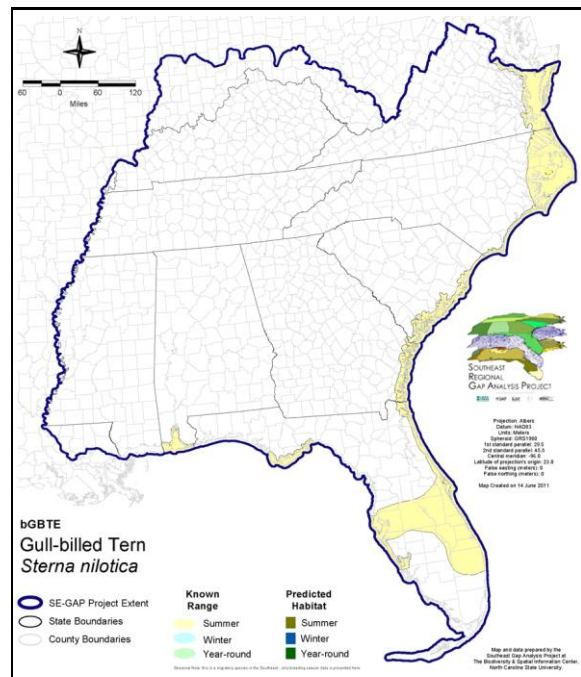 60 0 60 120
Miles
SOUTHEAST
REGIONAL
GAP ANALYSIS PROJECT
Projection: Albers
Datum: NAD83
Units: Meters
Spheroid: GRS1980
1st standard parallel: 29.5
2nd standard parallel: 45.5
Central meridian: -96.0
Latitude of projection's origin: 23.0
False easting (meters): 0
False northing (meters): 0
Map Created on 14 June 2011
bGBTE
Gull-billed Tern
Sterna nilotica
SE-GAP Project Extent
State Boundaries
County Boundaries
Known
Range
Summer
Winter
Year-round
Predicted
Habitat
Summer
Winter
Year-round
Map and data prepared by the
Southeast Gap Analysis Project at
The Biodiversity & Spatial Information Center,
North Carolina State University.